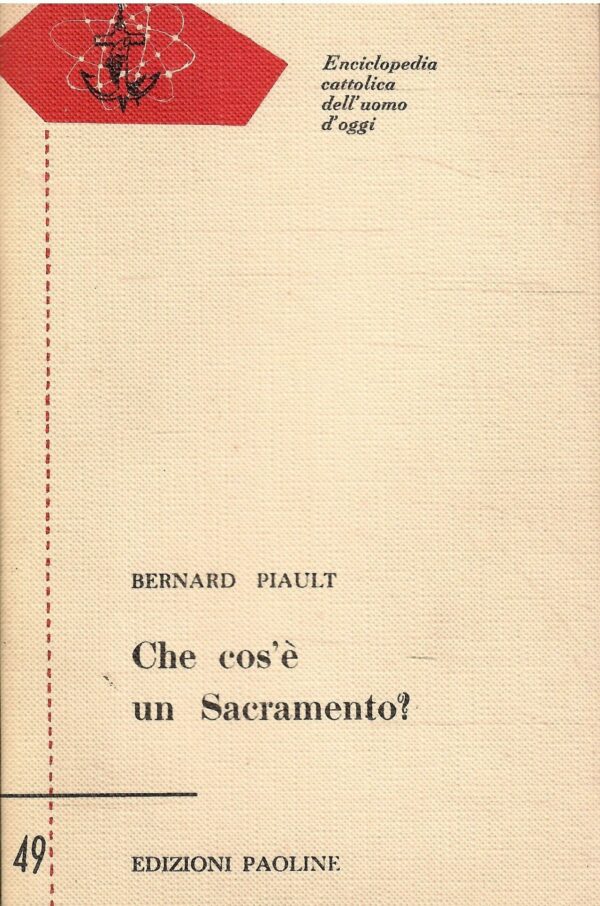 Enciclopedia
cattolica
dell'uomo
d'oggi
BERNARD PIAULT
Che cos'è
un Sacramento?
49
EDIZIONI PAOLINE